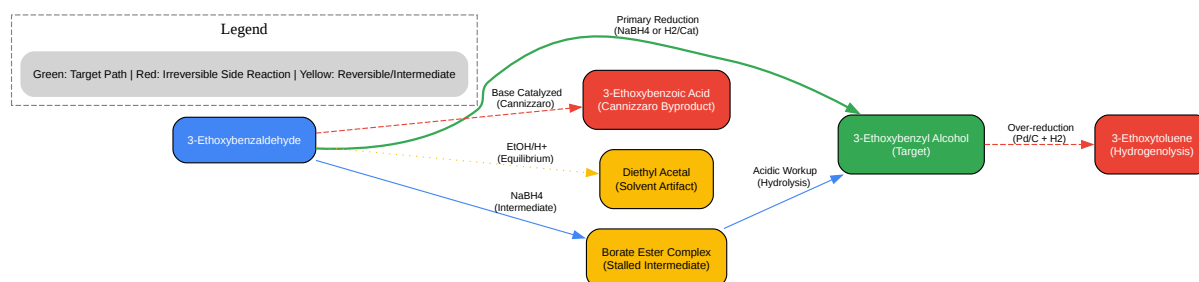 Legend
Green: Target Path | Red: Irreversible Side Reaction | Yellow: Reversible/Intermediate
Primary Reduction
(NaBH4 or H2/Cat)
Base Catalyzed
(Cannizzaro)
3-Ethoxybenzoic Acid
(Cannizzaro Byproduct)
3-Ethoxybenzaldehyde
3-Ethoxybenzyl Alcohol
(Target)
Over-reduction
(Pd/C + H2)
3-Ethoxytoluene
(Hydrogenolysis)
EtOH/H+
(Equilibrium)
Diethyl Acetal
(Solvent Artifact)
Acidic Workup
(Hydrolysis)
NaBH4
(Intermediate)
Borate Ester Complex
(Stalled Intermediate)